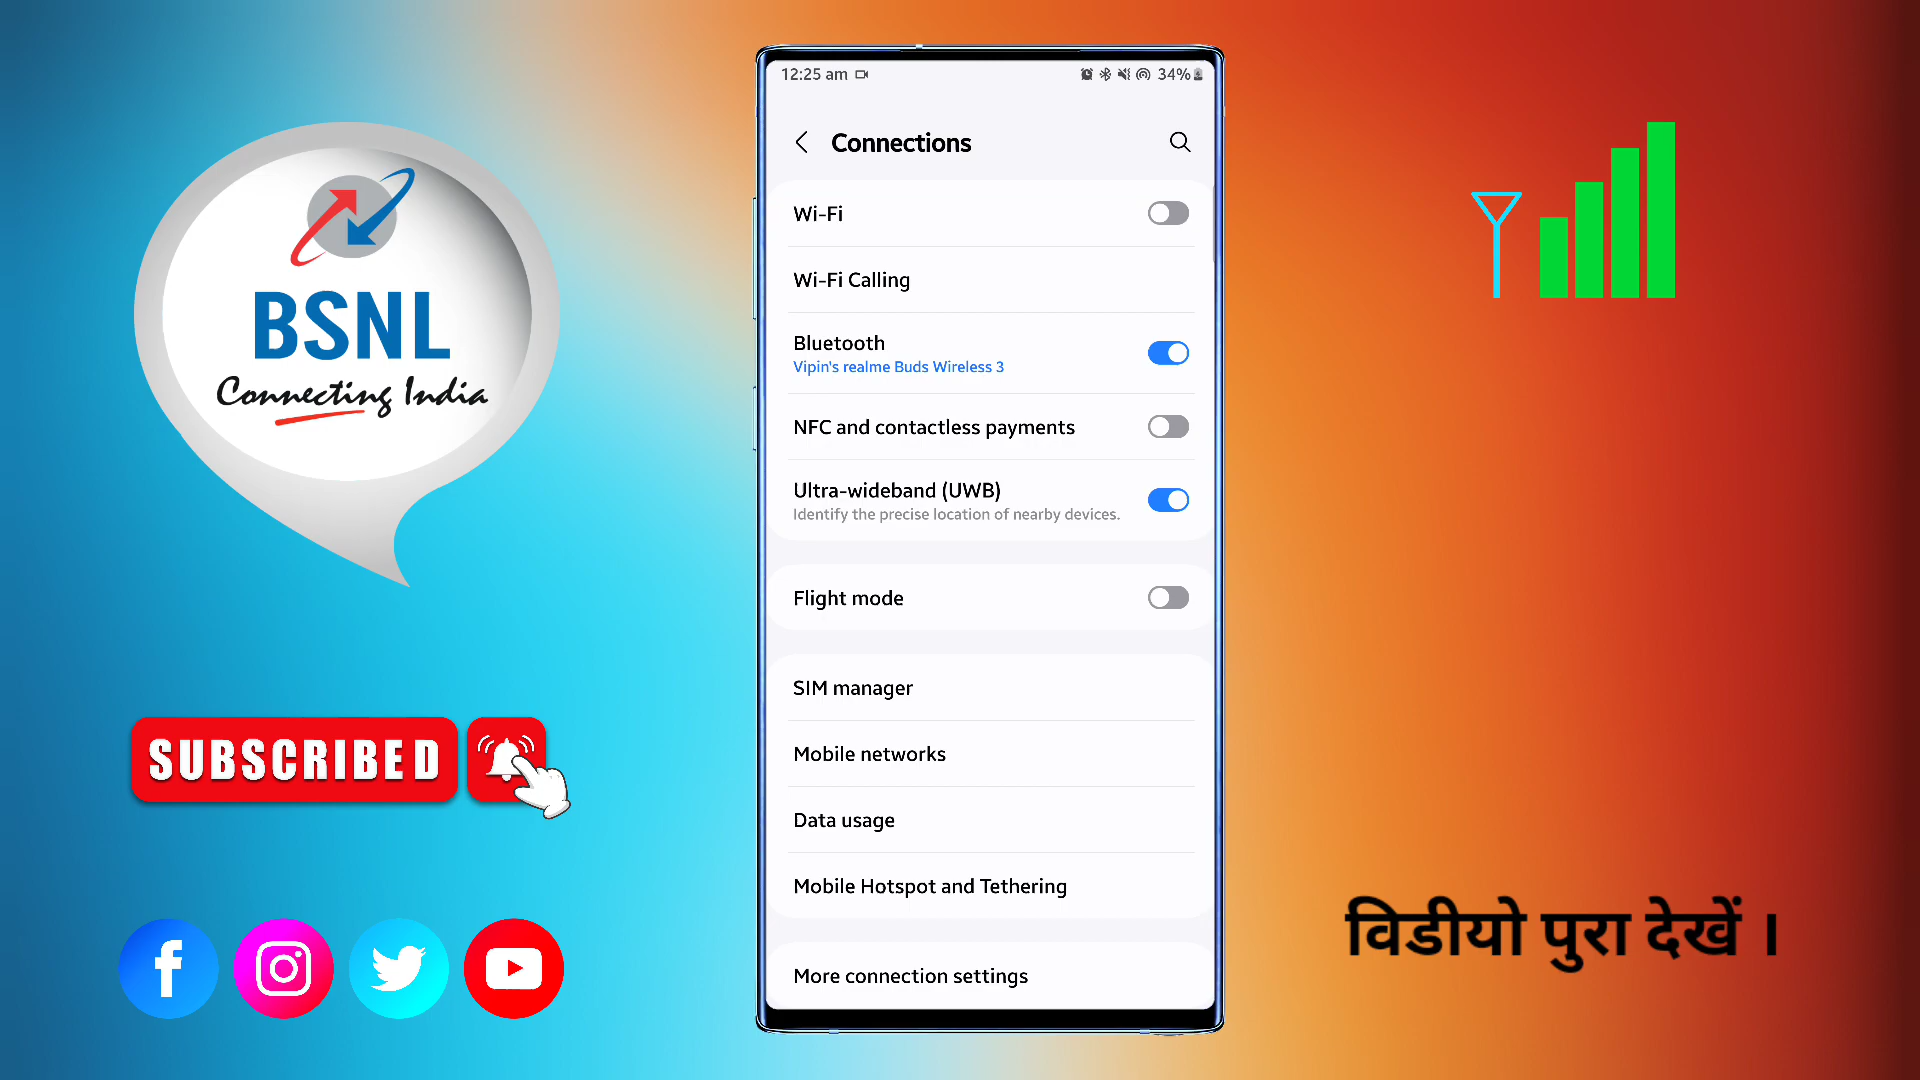 12:25 am
34%
Connections
Wi-Fi
Wi-Fi Calling
Bluetooth
Vipin's realme Buds Wireless 3
NFC and contactless payments
Ultra-wideband (UWB)
Identify the precise location of nearby devices.
Flight mode
SIM manager
Mobile networks
Data usage
Mobile Hotspot and Tethering
More connection settings
BSNL
Connecting India
SUBSCRIBED
विडीयो पुरा देखें ।